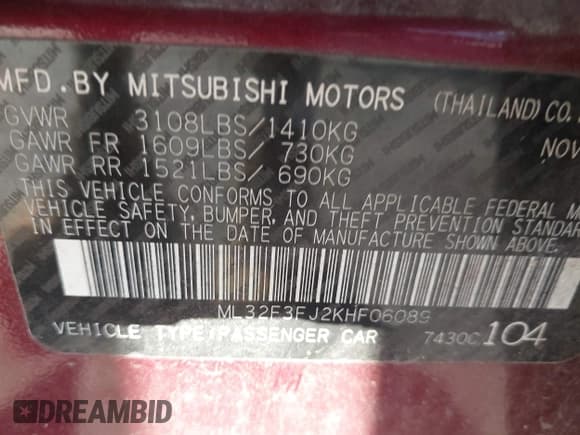 MFD.BY MITSUBISHI MOTORS (THAILAND) CO.
GVWR 3108LBS/1410KG
GAWR FR 1609LBS/ 730KG NOV
GAWR RR 1521LBS/ 690KG
THIS VEHICLE CONFORMS TO ALL APPLICABLE FEDERAL M
VEHICLE SAFETY, BUMPER, AND THEFT PREVENTION STANDAR
IN EFFECT ON THE DATE OF MANUFACTURE SHOWN ABOVE.
ML32F3FJ2KHF06089
VEHICLE TYPE:PASSENGER CAR 7430C 104
DREAMBID